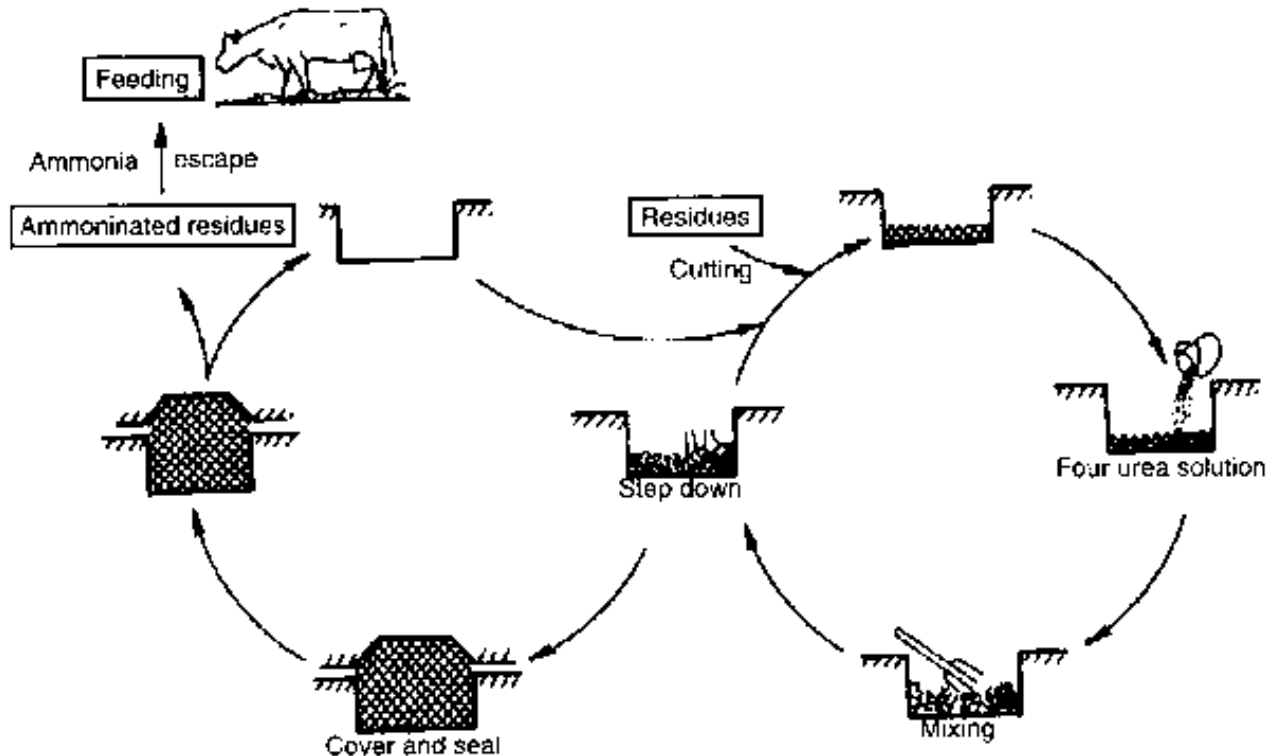 Feeding
Ammonia escape
Ammoninated residues
Residues
Cutting
Four urea solution
Step down
Mixing
Cover and seal